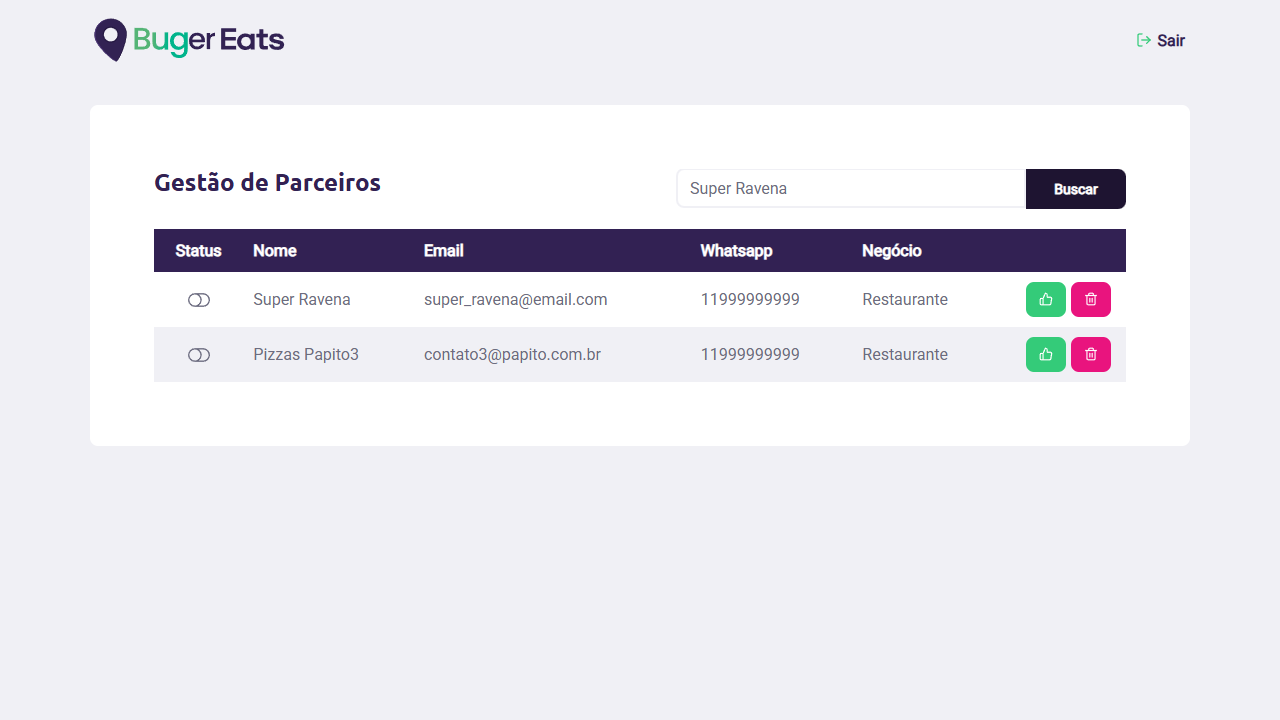 Buger Eats
Sair
Gestão de Parceiros
Super Ravena
Buscar
Status Nome Email Whatsapp Negócio
Super Ravena super_ravena@email.com 11999999999 Restaurante
Pizzas Papito3 contato3@papito.com.br 11999999999 Restaurante